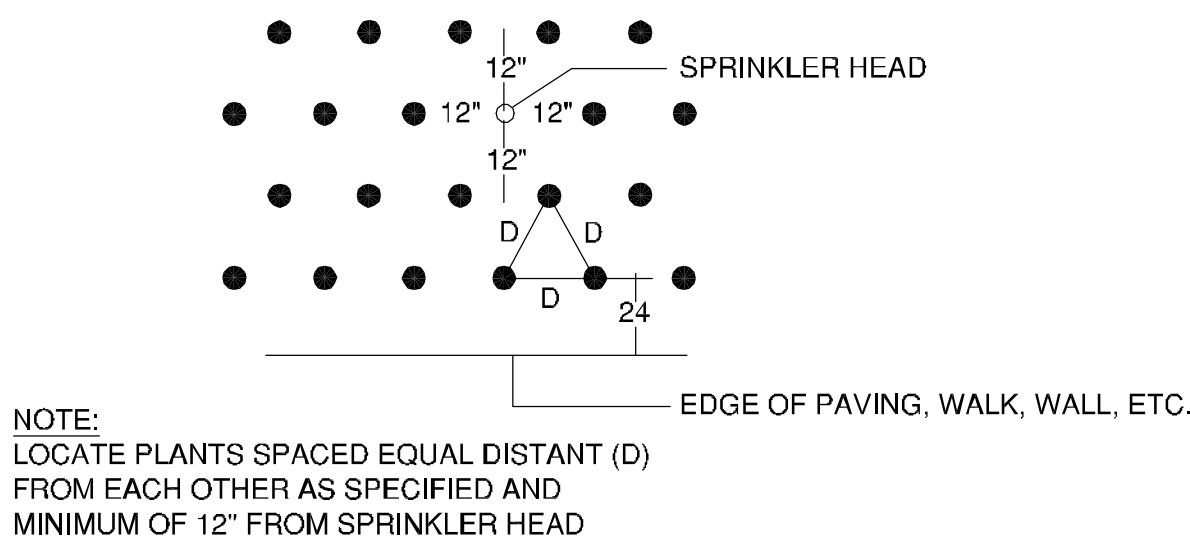 12"
SPRINKLER HEAD
12" 12"
12"
D D
D
24
EDGE OF PAVING, WALK, WALL, ETC.
NOTE:
LOCATE PLANTS SPACED EQUAL DISTANT (D)
FROM EACH OTHER AS SPECIFIED AND
MINIMUM OF 12" FROM SPRINKLER HEAD